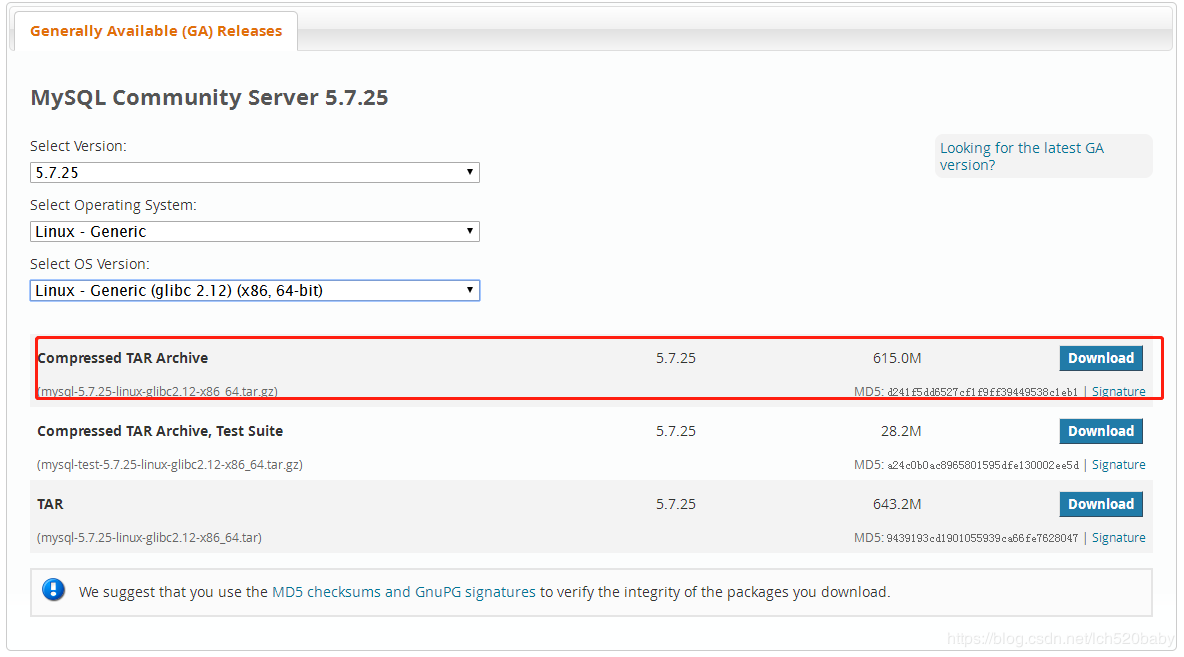 Generally Available (GA) Releases
MySQL Community Server 5.7.25
Select Version:
Looking for the latest GA
version?
5.7.25
Select Operating System:
Linux - Generic
Select OS Version:
Linux - Generic (glibc 2.12) (x86, 64-bit)
Compressed TAR Archive 5.7.25 615.0M Download
(mysql-5.7.25-linux-glibc2.12-x86_64.tar.gz) MD5: d241f5dd6527cf1f9ff39449538c1eb1 | Signature
Compressed TAR Archive, Test Suite 5.7.25 28.2M Download
(mysql-test-5.7.25-linux-glibc2.12-x86_64.tar.gz) MD5: a24c0b0ac8965801595dfe130002ee5d | Signature
TAR 5.7.25 643.2M Download
(mysql-5.7.25-linux-glibc2.12-x86_64.tar) MD5: 9439193cd1901055939ca66fe7628047 | Signature
We suggest that you use the MD5 checksums and GnuPG signatures to verify the integrity of the packages you download.
https://blog.csdn.net/lch520baby